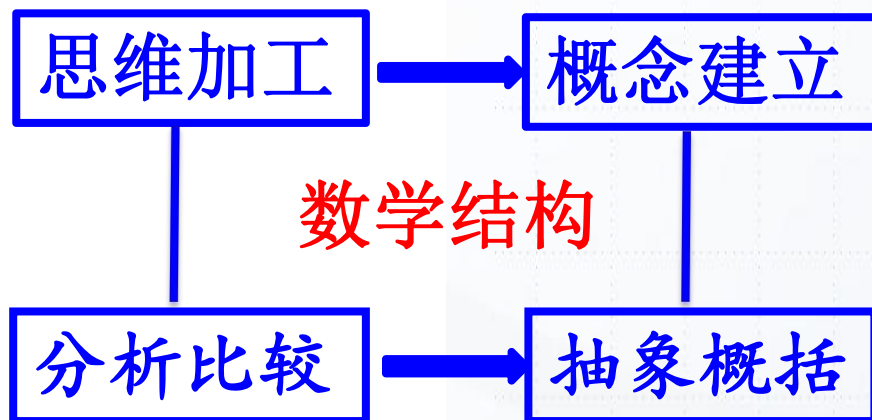 思维加工
概念建立
数学结构
分析比较
抽象概括